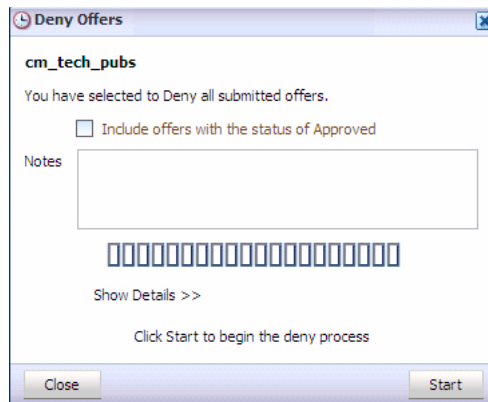 Deny Offers
cm_tech_pubs
You have selected to Deny all submitted offers.
Include offers with the status of Approved
Notes
Show Details >>
Click Start to begin the deny process
Close
Start